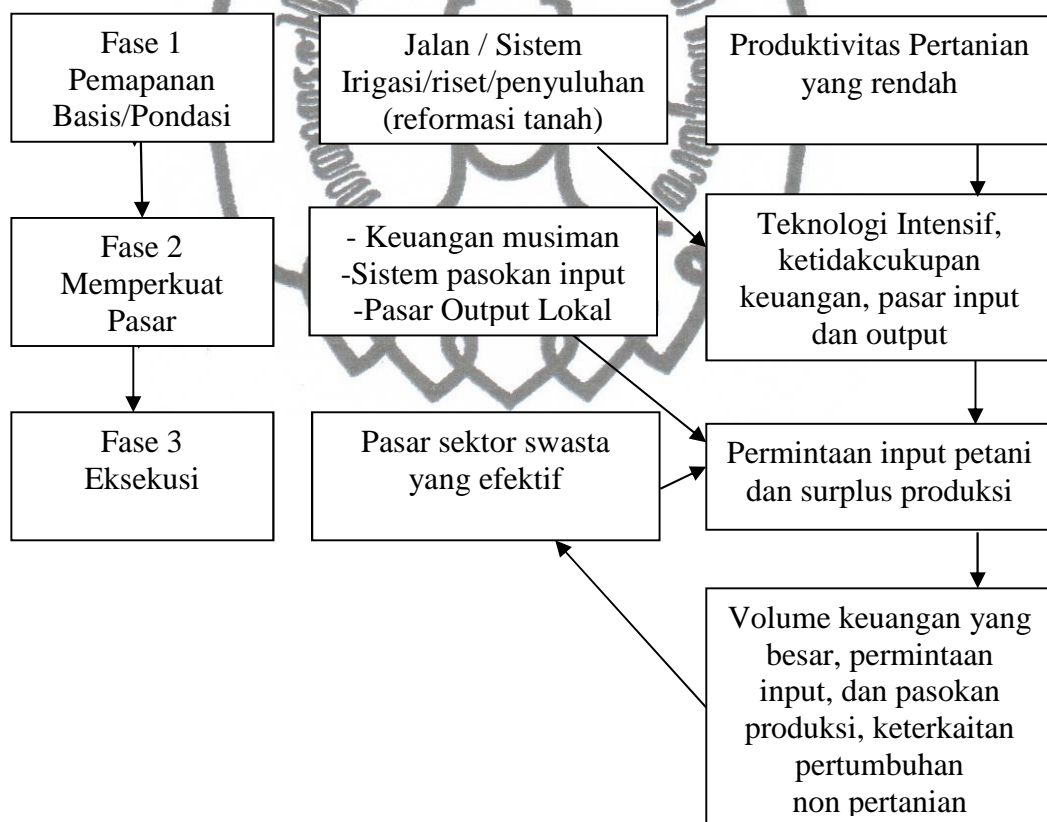 Fase 1
Pemapanan
Basis/Pondasi
Jalan / Sistem
Irigasi/riset/penyuluhan
(reformasi tanah)
Produktivitas Pertanian
yang rendah
Fase 2
Memperkuat
Pasar
- Keuangan musiman
-Sistem pasokan input
-Pasar Output Lokal
Teknologi Intensif,
ketidakcukupan
keuangan, pasar input
dan output
Fase 3
Eksekusi
Pasar sektor swasta
yang efektif
Permintaan input petani
dan surplus produksi
Volume keuangan yang
besar, permintaan
input, dan pasokan
produksi, keterkaitan
pertumbuhan
non pertanian